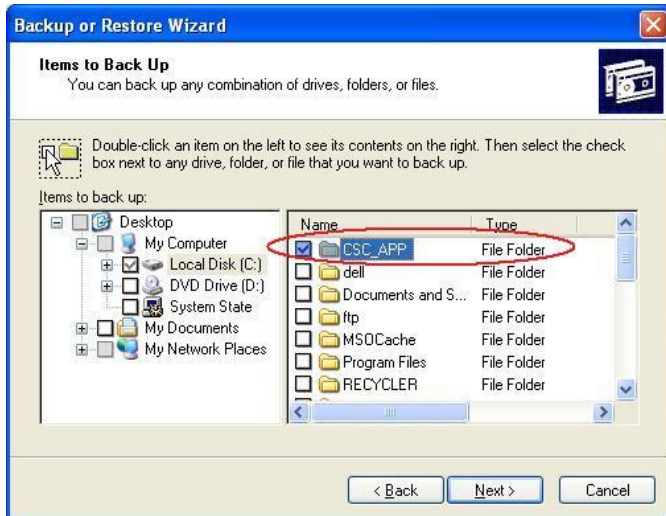 Backup or Restore Wizard
Items to Back Up
You can back up any combination of drives, folders, or files.
Double-click an item on the left to see its contents on the right. Then select the check
box next to any drive, folder, or file that you want to back up.
Items to back up:
Desktop
My Computer
Local Disk (C:)
DVD Drive (D:)
System State
My Documents
My Network Places
Name Type
CSC_APP File Folder
dell File Folder
Documents and S... File Folder
ftp File Folder
MSOCache File Folder
Program Files File Folder
RECYCLER File Folder
< Back Next > Cancel